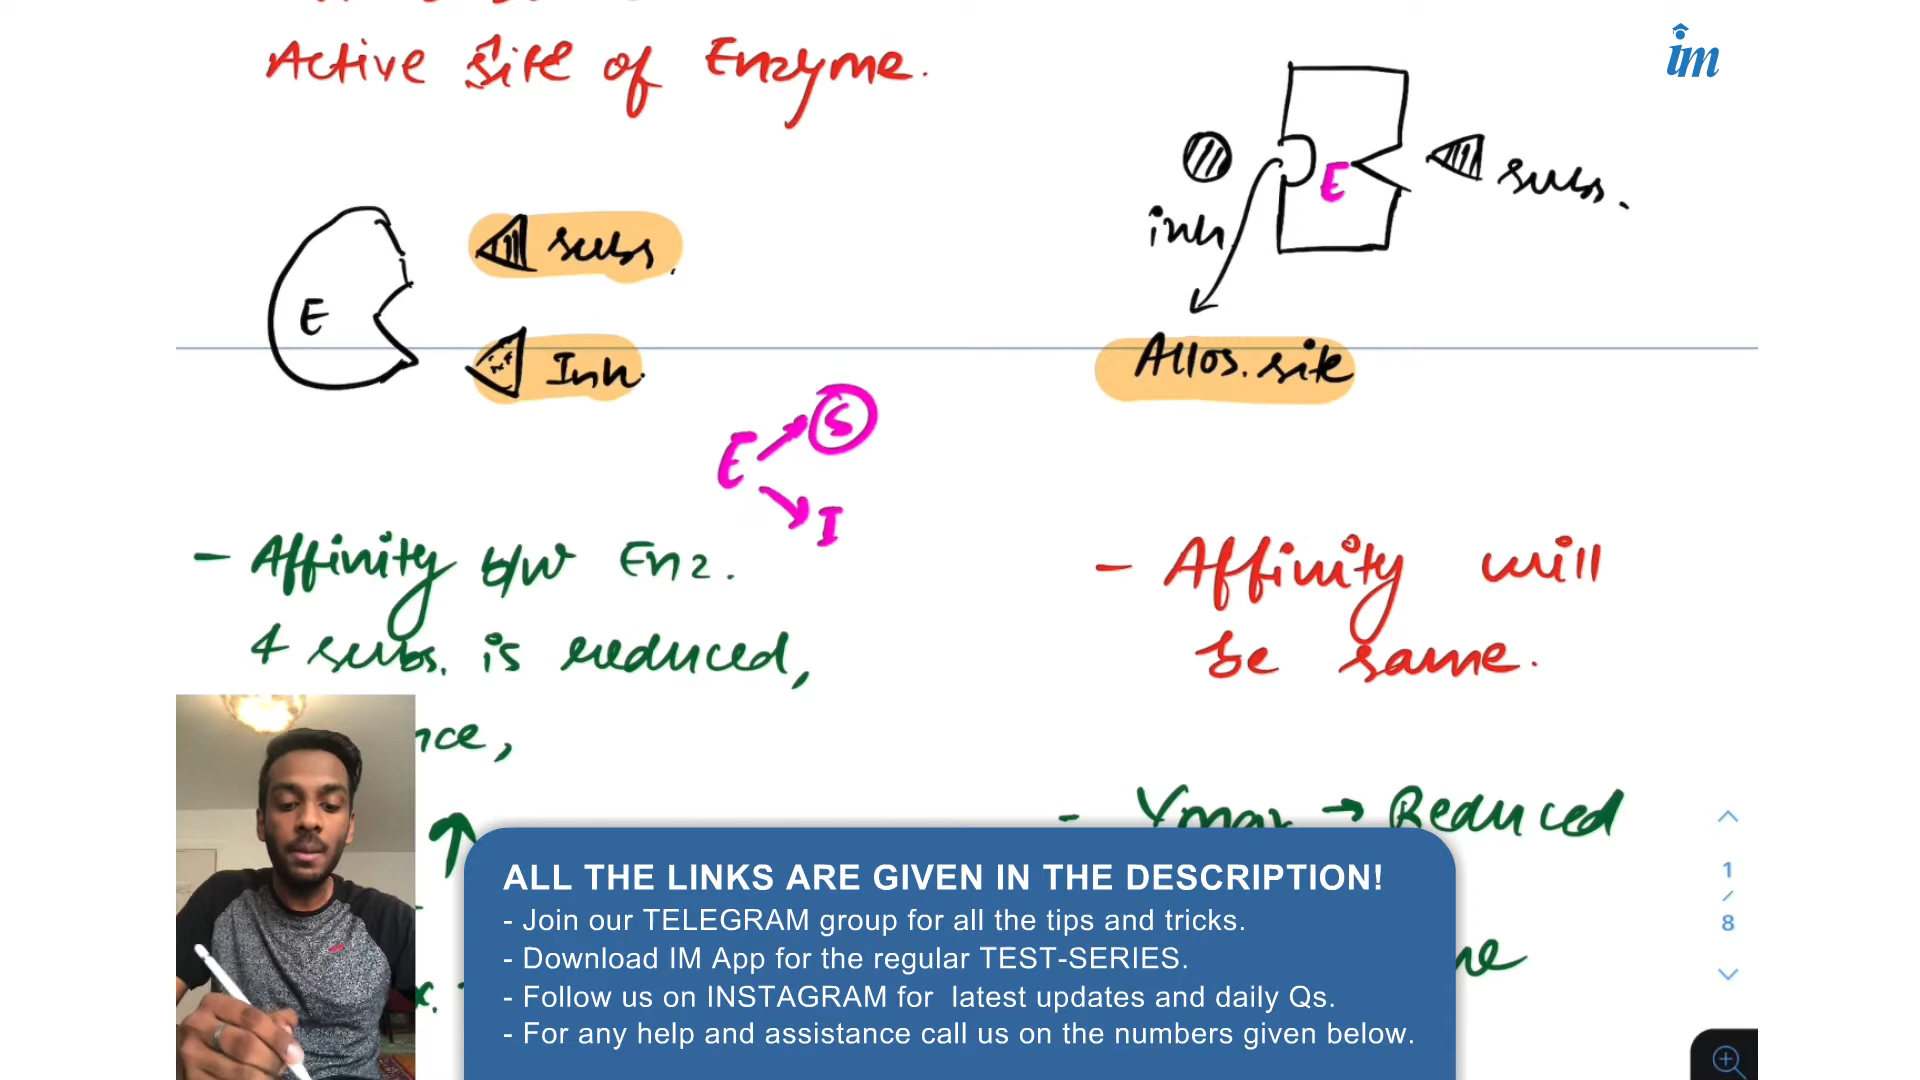 Active site of Enzyme.
im
E
subs.
Inh.
E
S
I
inh
E
subs.
Allos. site
- Affinity b/w Enz.
& subs. is reduced,
nce,
- Affinity will
be same.
- Vmax → Reduced
ALL THE LINKS ARE GIVEN IN THE DESCRIPTION!
- Join our TELEGRAM group for all the tips and tricks.
- Download IM App for the regular TEST-SERIES.
- Follow us on INSTAGRAM for latest updates and daily Qs.
- For any help and assistance call us on the numbers given below.
1
/
8